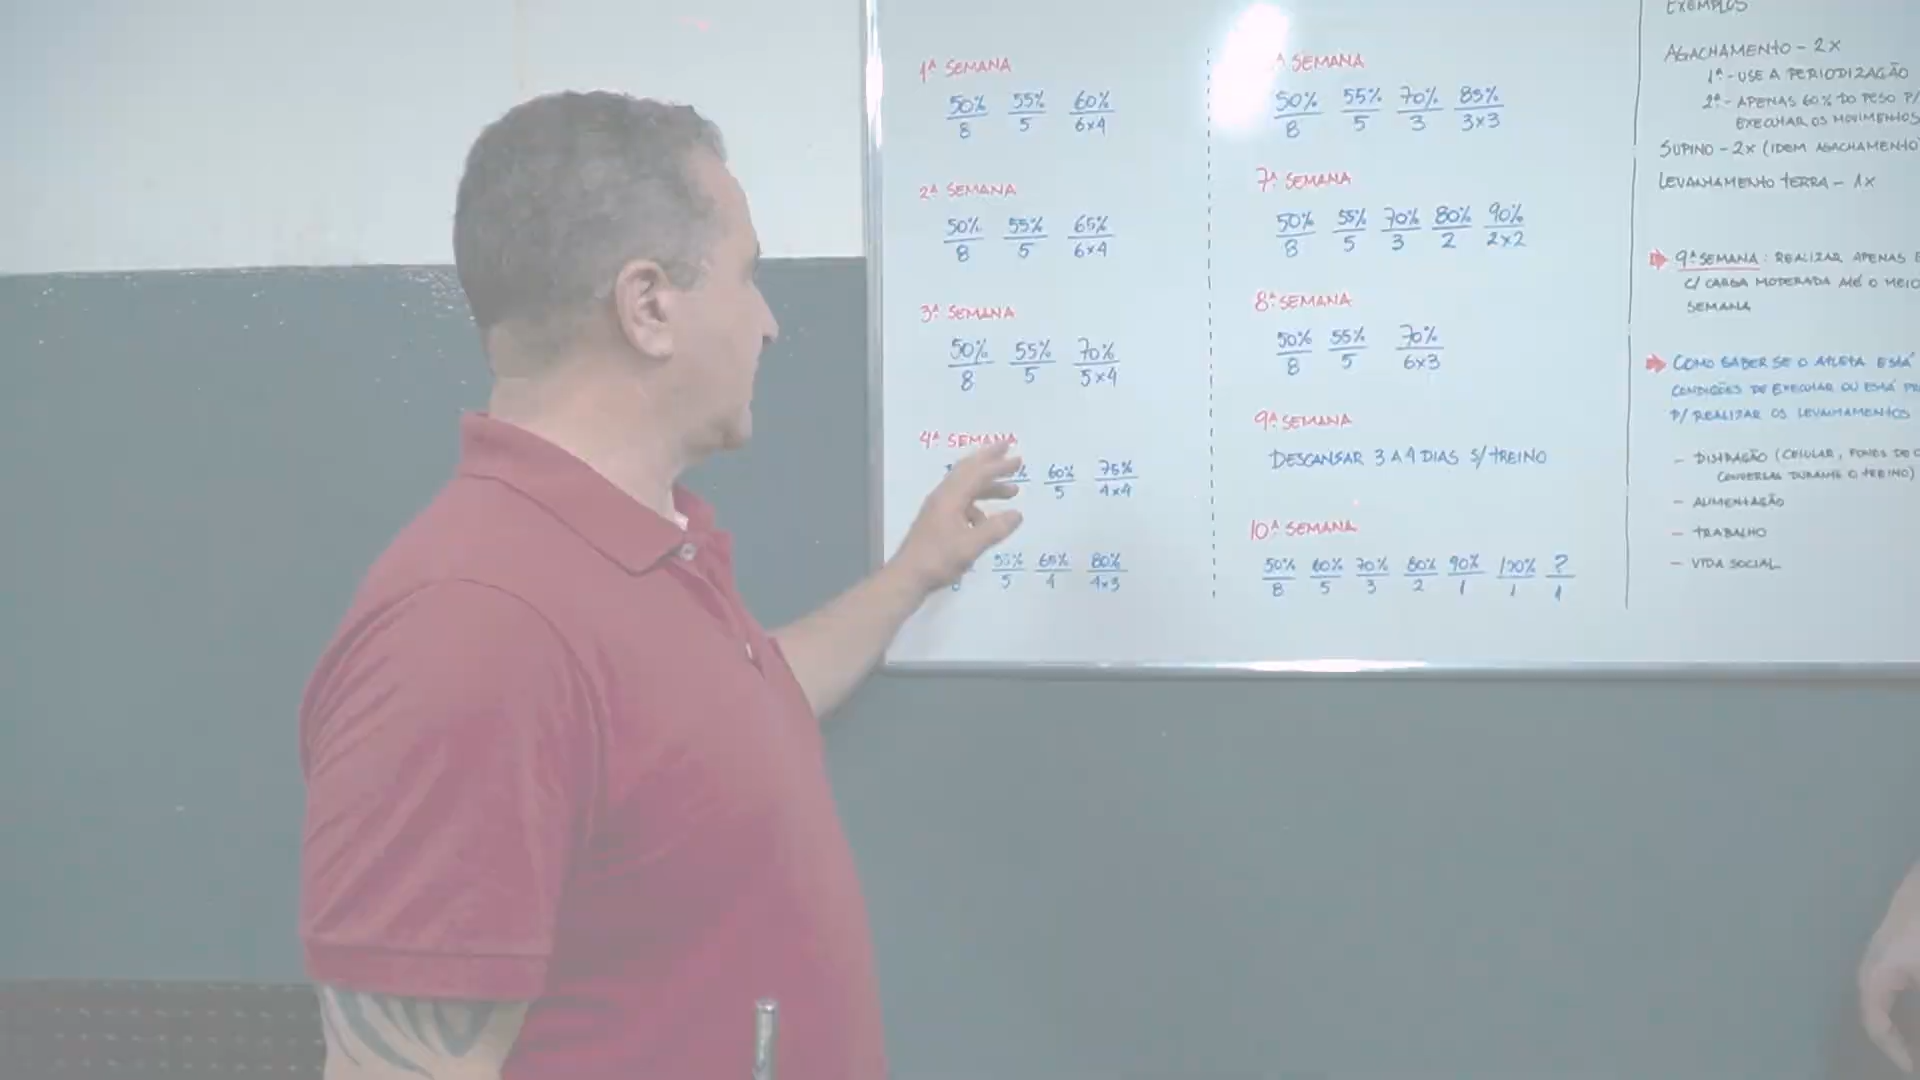 1ª SEMANA
50% 55% 60%
8 5 6x4
2ª SEMANA
50% 55% 65%
8 5 6x4
3ª SEMANA
50% 55% 70%
8 5 5x4
4ª SEMANA
60% 75%
5 4x4
55% 65% 80%
8 5 4 4x3
ª SEMANA
50% 55% 70% 85%
8 5 3 3x3
7ª SEMANA
50% 55% 70% 80% 90%
8 5 3 2 2x2
8ª SEMANA
50% 55% 70%
8 5 6x3
9ª SEMANA
DESCANSAR 3 A 4 DIAS S/ TREINO
10ª SEMANA
50% 60% 70% 80% 90% 100% ?
8 5 3 2 1 1 1
EXEMPLOS
AGACHAMENTO - 2x
1ª - USE A PERIODIZAÇÃO
2ª - APENAS 60% DO PESO P/
EXECUTAR OS MOVIMENTOS
SUPINO - 2x (IDEM AGACHAMENTO
LEVANTAMENTO TERRA - 1x
9ª SEMANA: REALIZAR APENAS
C/ CARGA MODERADA ATÉ O MEIO
SEMANA
COMO SABER SE O ATLETA ESTÁ
CONDIÇÕES DE EXECUTAR OU ESTÁ
P/ REALIZAR OS LEVANTAMENTOS
- DISTRAÇÃO (CELULAR, FONES DE
CONVERSAS DURANTE O TREINO)
- ALIMENTAÇÃO
- TRABALHO
- VIDA SOCIAL